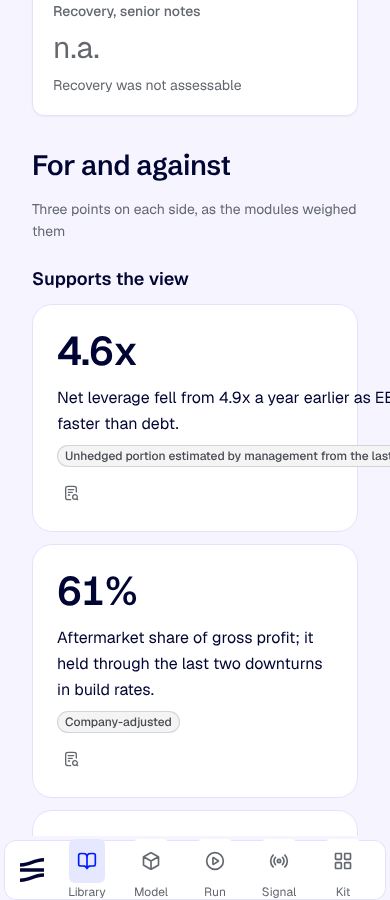 Recovery, senior notes
n.a.
Recovery was not assessable
For and against
Three points on each side, as the modules weighed
them
Supports the view
4.6x
Net leverage fell from 4.9x a year earlier as
faster than debt.
Unhedged portion estimated by management from the last
61%
Aftermarket share of gross profit; it
held through the last two downturns
in build rates.
Company-adjusted
Library
Model
Run
Signal
Kit